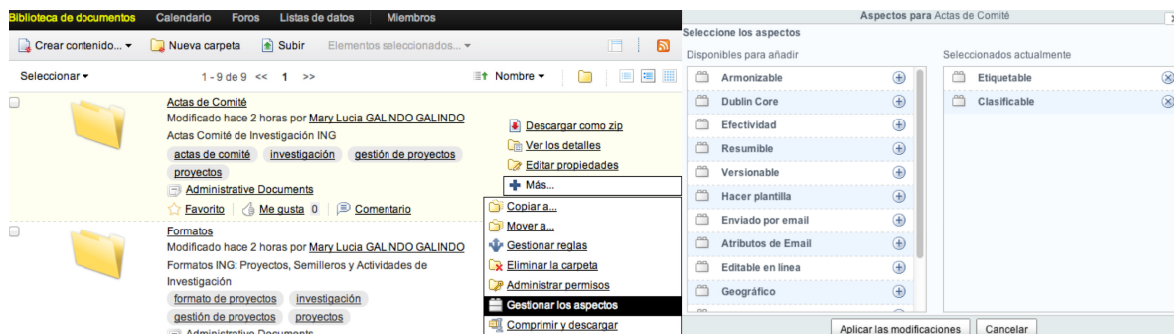 Biblioteca de documentos Calendario Foros Listas de datos Miembros
Crear contenido... Nueva carpeta Subir Elementos seleccionados...
Seleccionar 1 - 9 de 9 << 1 >> Nombre
Actas de Comité
Modificado hace 2 horas por Mary Lucia GALNDO GALINDO
Actas Comité de Investigación ING
actas de comité investigación gestión de proyectos
proyectos
Administrative Documents
Favorito Me gusta 0 Comentario
Formatos
Modificado hace 2 horas por Mary Lucia GALNDO GALINDO
Formatos ING: Proyectos, Semilleros y Actividades de
Investigación
formato de proyectos investigación
gestión de proyectos proyectos
Administrative Documents
Descargar como zip
Ver los detalles
Editar propiedades
Más...
Copiar a...
Mover a...
Gestionar reglas
Eliminar la carpeta
Administrar permisos
Gestionar los aspectos
Comprimir y descargar
Aspectos para Actas de Comité
Seleccione los aspectos
Disponibles para añadir
Armonizable
Dublin Core
Efectividad
Resumible
Versionable
Hacer plantilla
Enviado por email
Atributos de Email
Editable en línea
Geográfico
Seleccionados actualmente
Etiquetable
Clasificable
Aplicar las modificaciones Cancelar